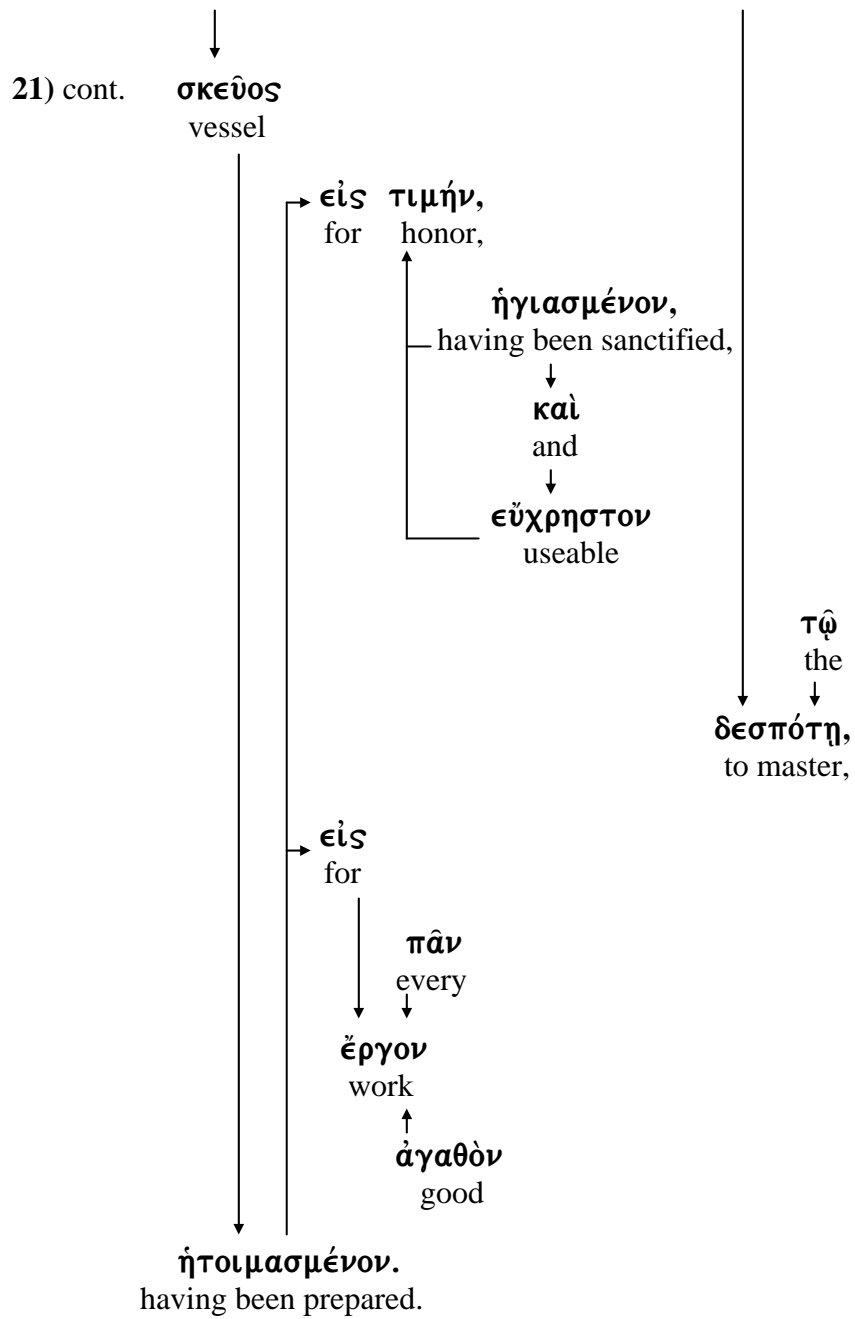 21) cont. σκεῦος
vessel
εἰς τιμήν,
for honor,
ἡγιασμένον,
having been sanctified,
καὶ
and
εὔχρηστον
useable
τῷ
the
δεσπότῃ,
to master,
εἰς
for
πᾶν
every
ἔργον
work
ἀγαθὸν
good
ἡτοιμασμένον.
having been prepared.